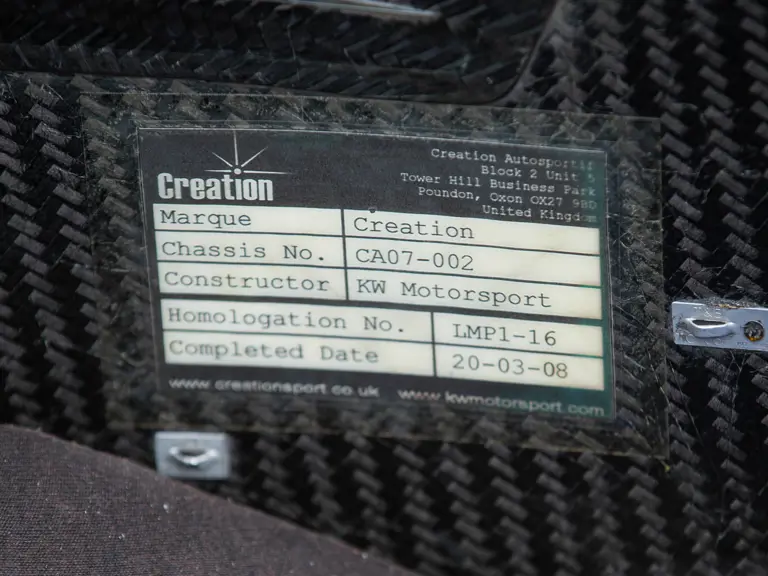 Creation
Creation Autosportif
Block 2 Unit 5
Tower Hill Business Park
Poundon, Oxon OX27 9BD
United Kingdom
Marque Creation
Chassis No. CA07-002
Constructor KW Motorsport
Homologation No. LMP1-16
Completed Date 20-03-08
www.creationsport.co.uk www.kwmotorsport.com